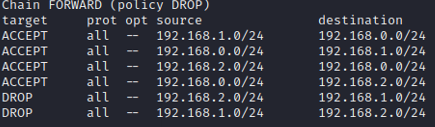 Chain FORWARD (policy DROP)
target     prot opt source               destination
ACCEPT     all  --  192.168.1.0/24       192.168.0.0/24
ACCEPT     all  --  192.168.0.0/24       192.168.1.0/24
ACCEPT     all  --  192.168.2.0/24       192.168.0.0/24
ACCEPT     all  --  192.168.0.0/24       192.168.2.0/24
DROP       all  --  192.168.2.0/24       192.168.1.0/24
DROP       all  --  192.168.1.0/24       192.168.2.0/24